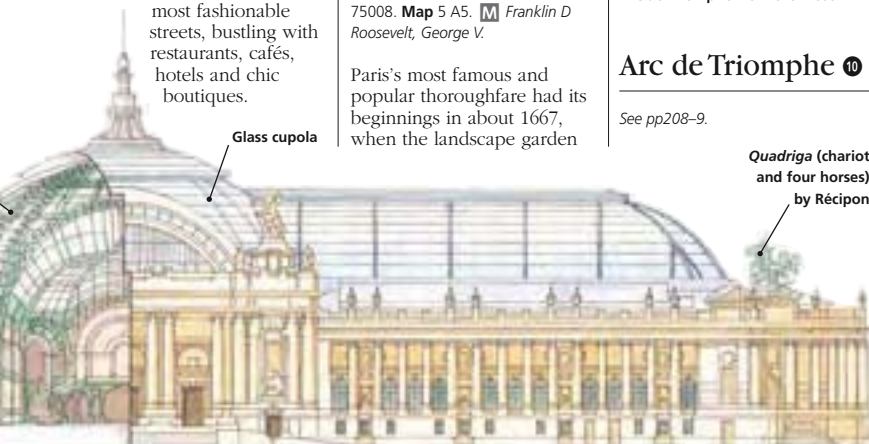 most fashionable
streets, bustling with
restaurants, cafés,
hotels and chic
boutiques.
Glass cupola
75008. Map 5 A5. M Franklin D
Roosevelt, George V.
Paris's most famous and
popular thoroughfare had its
beginnings in about 1667,
when the landscape garden
Arc de Triomphe 10
See pp208–9.
Quadriga (chariot
and four horses)
by Récipon